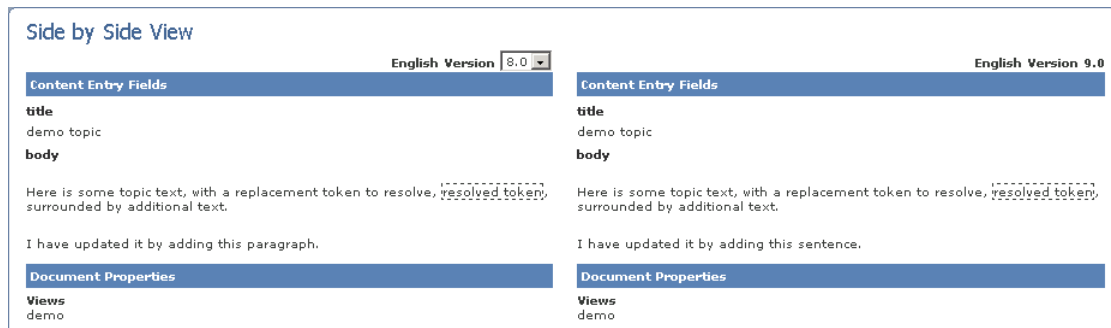 Side by Side View
English Version 8.0
Content Entry Fields
title
demo topic
body
Here is some topic text, with a replacement token to resolve, resolved token,
surrounded by additional text.
I have updated it by adding this paragraph.
Document Properties
Views
demo
English Version 9.0
Content Entry Fields
title
demo topic
body
Here is some topic text, with a replacement token to resolve, resolved token,
surrounded by additional text.
I have updated it by adding this sentence.
Document Properties
Views
demo